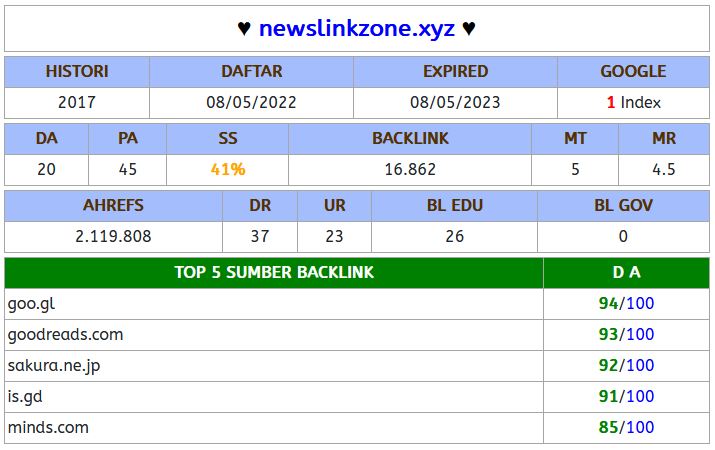 ♥ newslinkzone.xyz ♥
HISTORI DAFTAR EXPIRED GOOGLE
2017 08/05/2022 08/05/2023 1 Index
DA PA SS BACKLINK MT MR
20 45 41% 16.862 5 4.5
AHREFS DR UR BL EDU BL GOV
2.119.808 37 23 26 0
TOP 5 SUMBER BACKLINK D A
goo.gl 94/100
goodreads.com 93/100
sakura.ne.jp 92/100
is.gd 91/100
minds.com 85/100